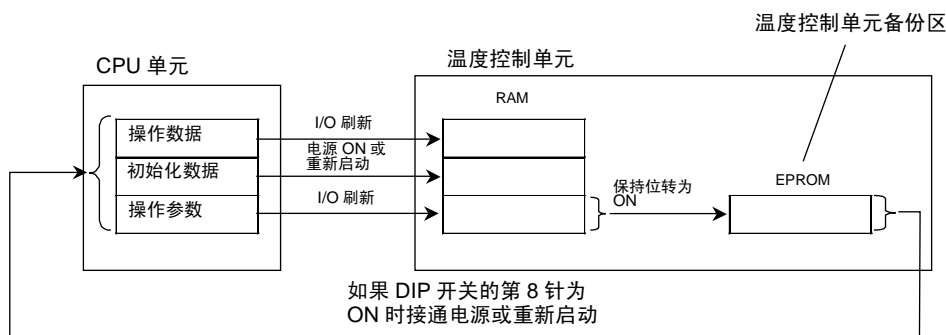 温度控制单元备份区
CPU 单元
温度控制单元
RAM
操作数据
I/O 刷新
电源 ON 或
重新启动
初始化数据
EPROM
保持位转为
ON
操作参数
I/O 刷新
如果 DIP 开关的第 8 针为
ON 时接通电源或重新启动